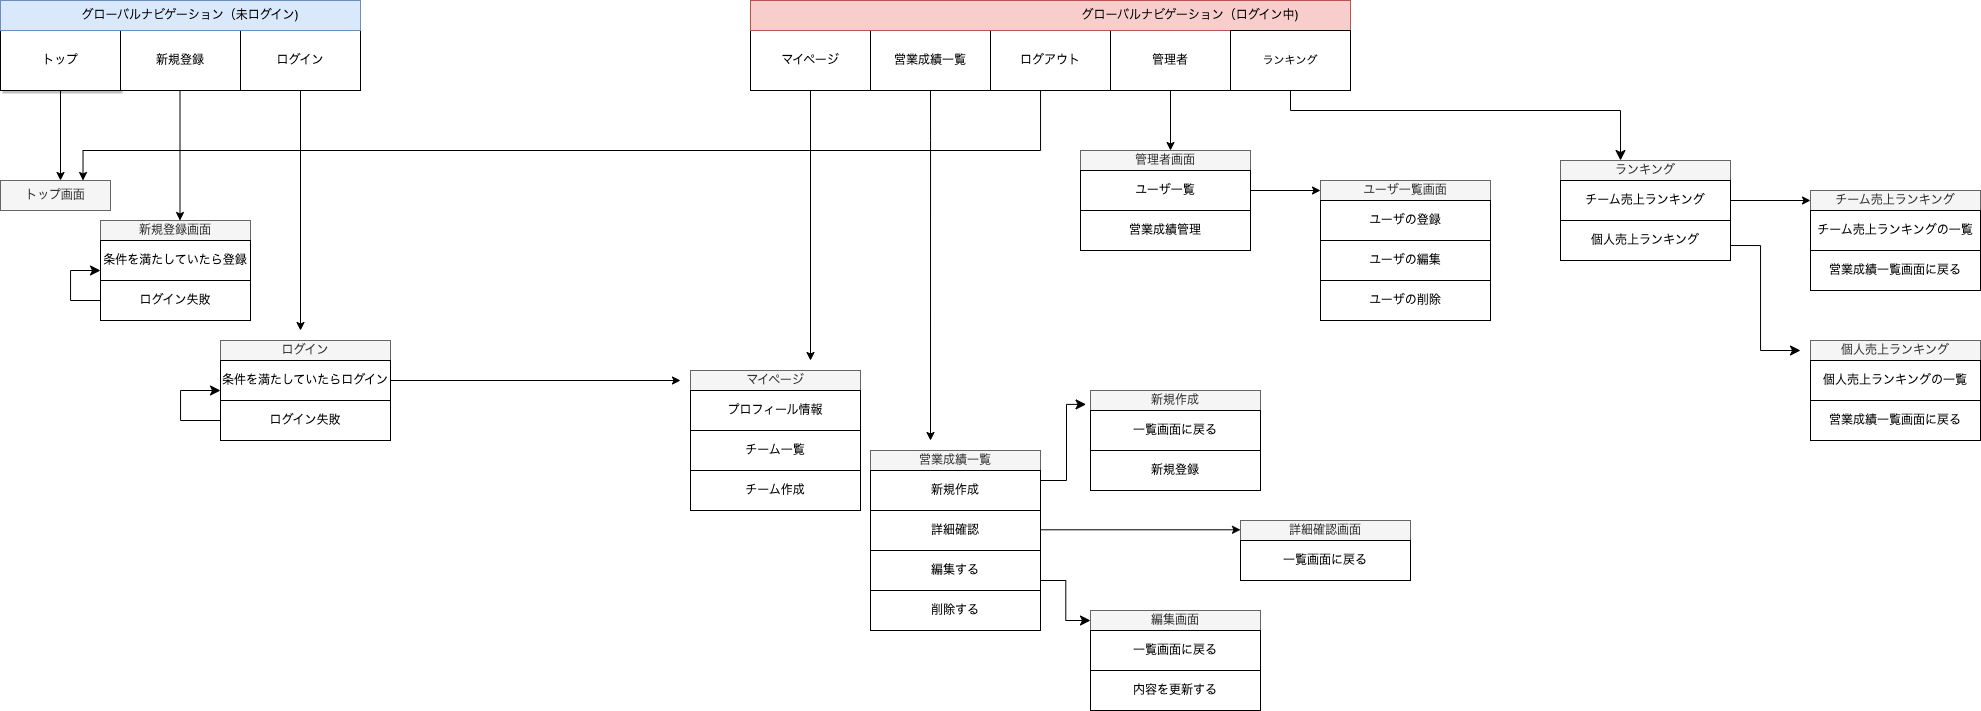 グローバルナビゲーション（未ログイン)
トップ
新規登録
ログイン
グローバルナビゲーション（ログイン中)
マイページ
営業成績一覧
ログアウト
管理者
ランキング
トップ画面
新規登録画面
条件を満たしていたら登録
ログイン失敗
ログイン
条件を満たしていたらログイン
ログイン失敗
マイページ
プロフィール情報
チーム一覧
チーム作成
営業成績一覧
新規作成
詳細確認
編集する
削除する
管理者画面
ユーザ一覧
営業成績管理
ユーザ一覧画面
ユーザの登録
ユーザの編集
ユーザの削除
新規作成
一覧画面に戻る
新規登録
詳細確認画面
一覧画面に戻る
編集画面
一覧画面に戻る
内容を更新する
ランキング
チーム売上ランキング
個人売上ランキング
チーム売上ランキング
チーム売上ランキングの一覧
営業成績一覧画面に戻る
個人売上ランキング
個人売上ランキングの一覧
営業成績一覧画面に戻る